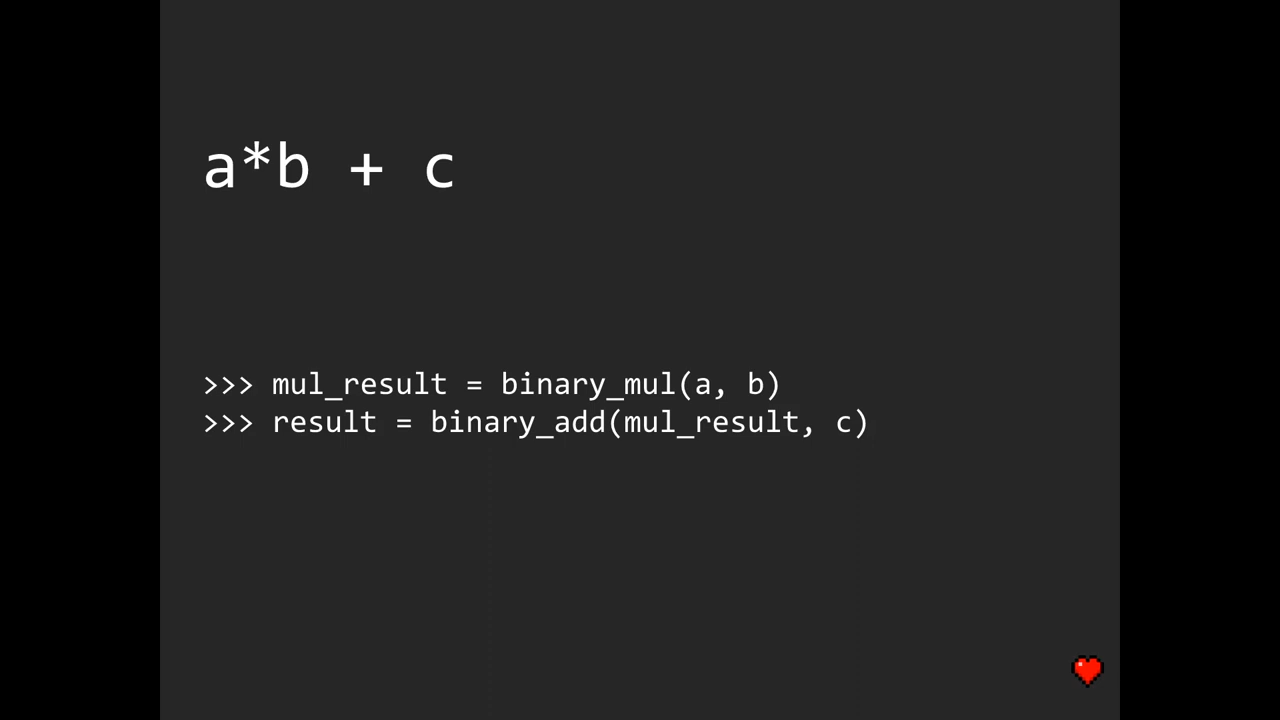 a*b + c
>>> mul_result = binary_mul(a, b)
>>> result = binary_add(mul_result, c)